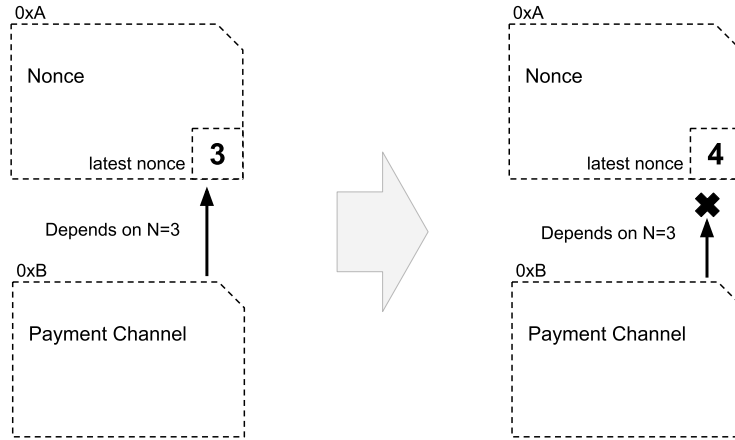 0xA
Nonce
latest nonce 3
Depends on N=3
0xB
Payment Channel
0xA
Nonce
latest nonce 4
Depends on N=3
0xB
Payment Channel